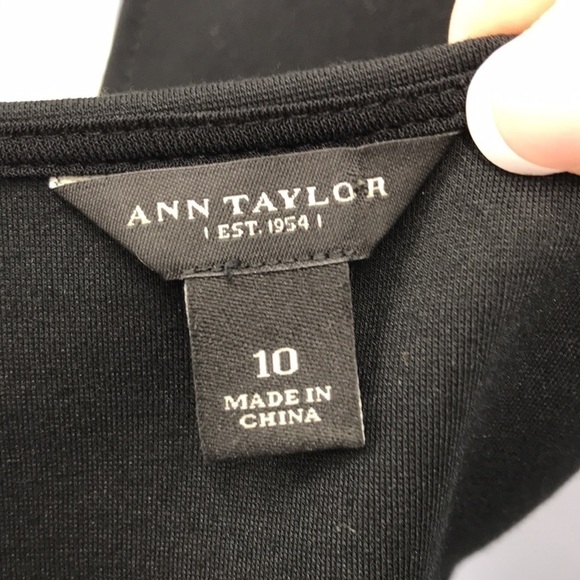 ANN TAYLOR
| EST. 1954 |
10
MADE IN
CHINA